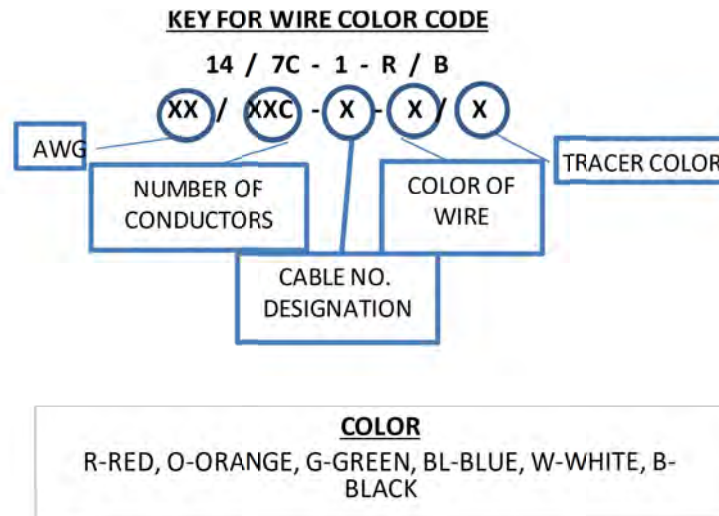 KEY FOR WIRE COLOR CODE
14 / 7C - 1 - R / B
XX / XXC - X - X / X
AWG
TRACER COLOR
NUMBER OF
CONDUCTORS
COLOR OF
WIRE
CABLE NO.
DESIGNATION
COLOR
R-RED, O-ORANGE, G-GREEN, BL-BLUE, W-WHITE, B-
BLACK